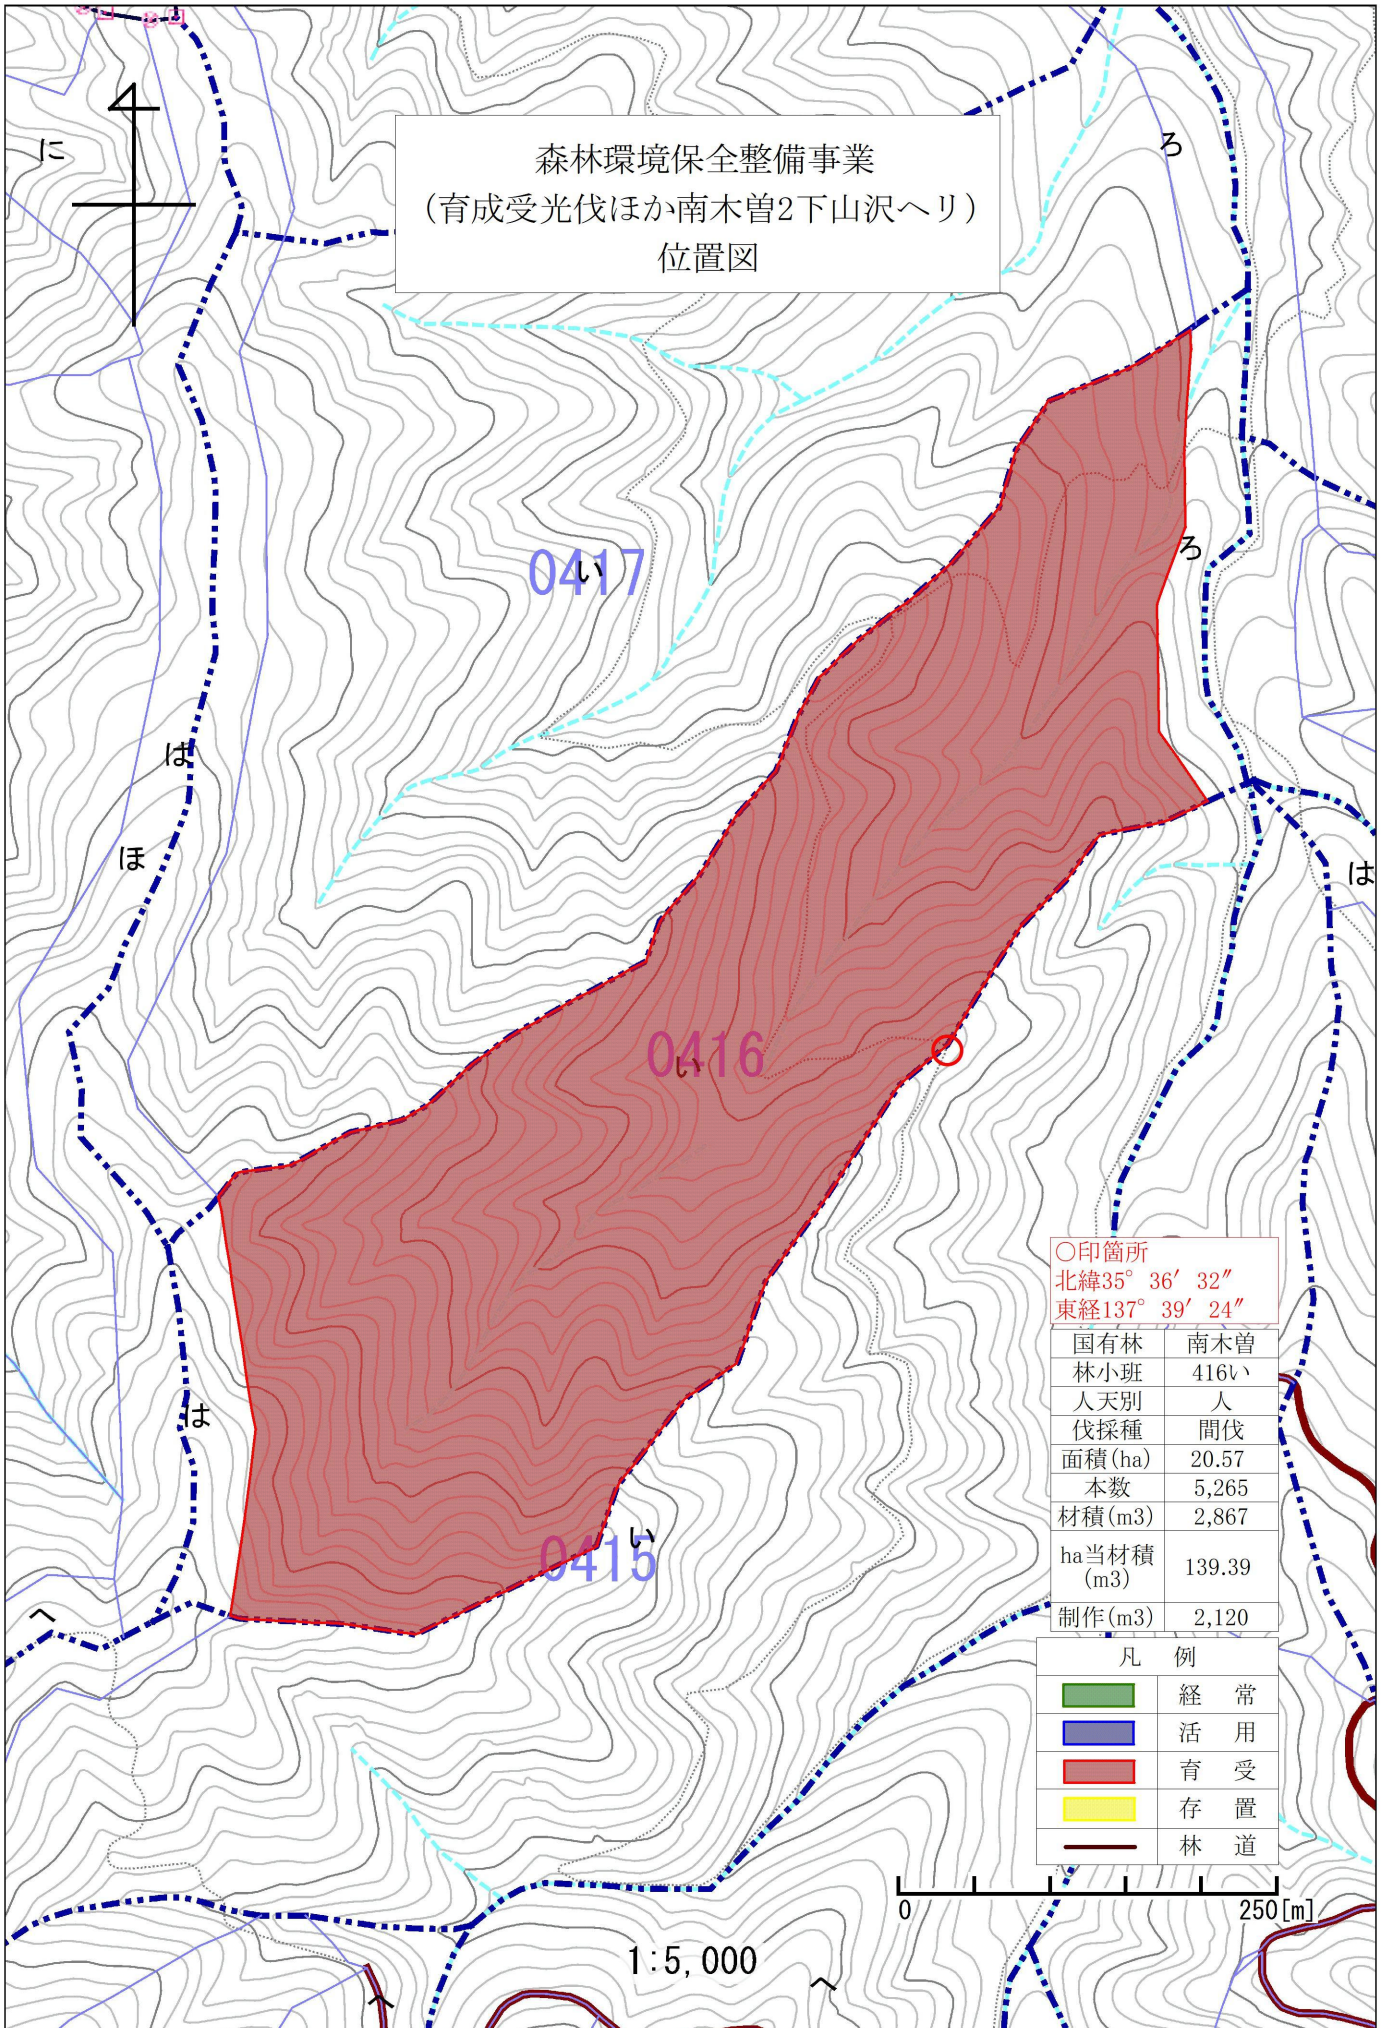 に
ろ
森林環境保全整備事業
(育成受光伐ほか南木曽2下山沢ヘリ)
位置図
ろ
0417
い
は
ほ
は
0416
い
は
0415
い
へ
○印箇所
北緯35° 36′ 32″
東経137° 39′ 24″
国有林 南木曽
林小班 416い
人天別 人
伐採種 間伐
面積(ha) 20.57
本数 5,265
材積(m3) 2,867
ha当材積
(m3) 139.39
制作(m3) 2,120
凡 例
経 常
活 用
育 受
存 置
林 道
0 250[m]
1:5,000
へ
へ